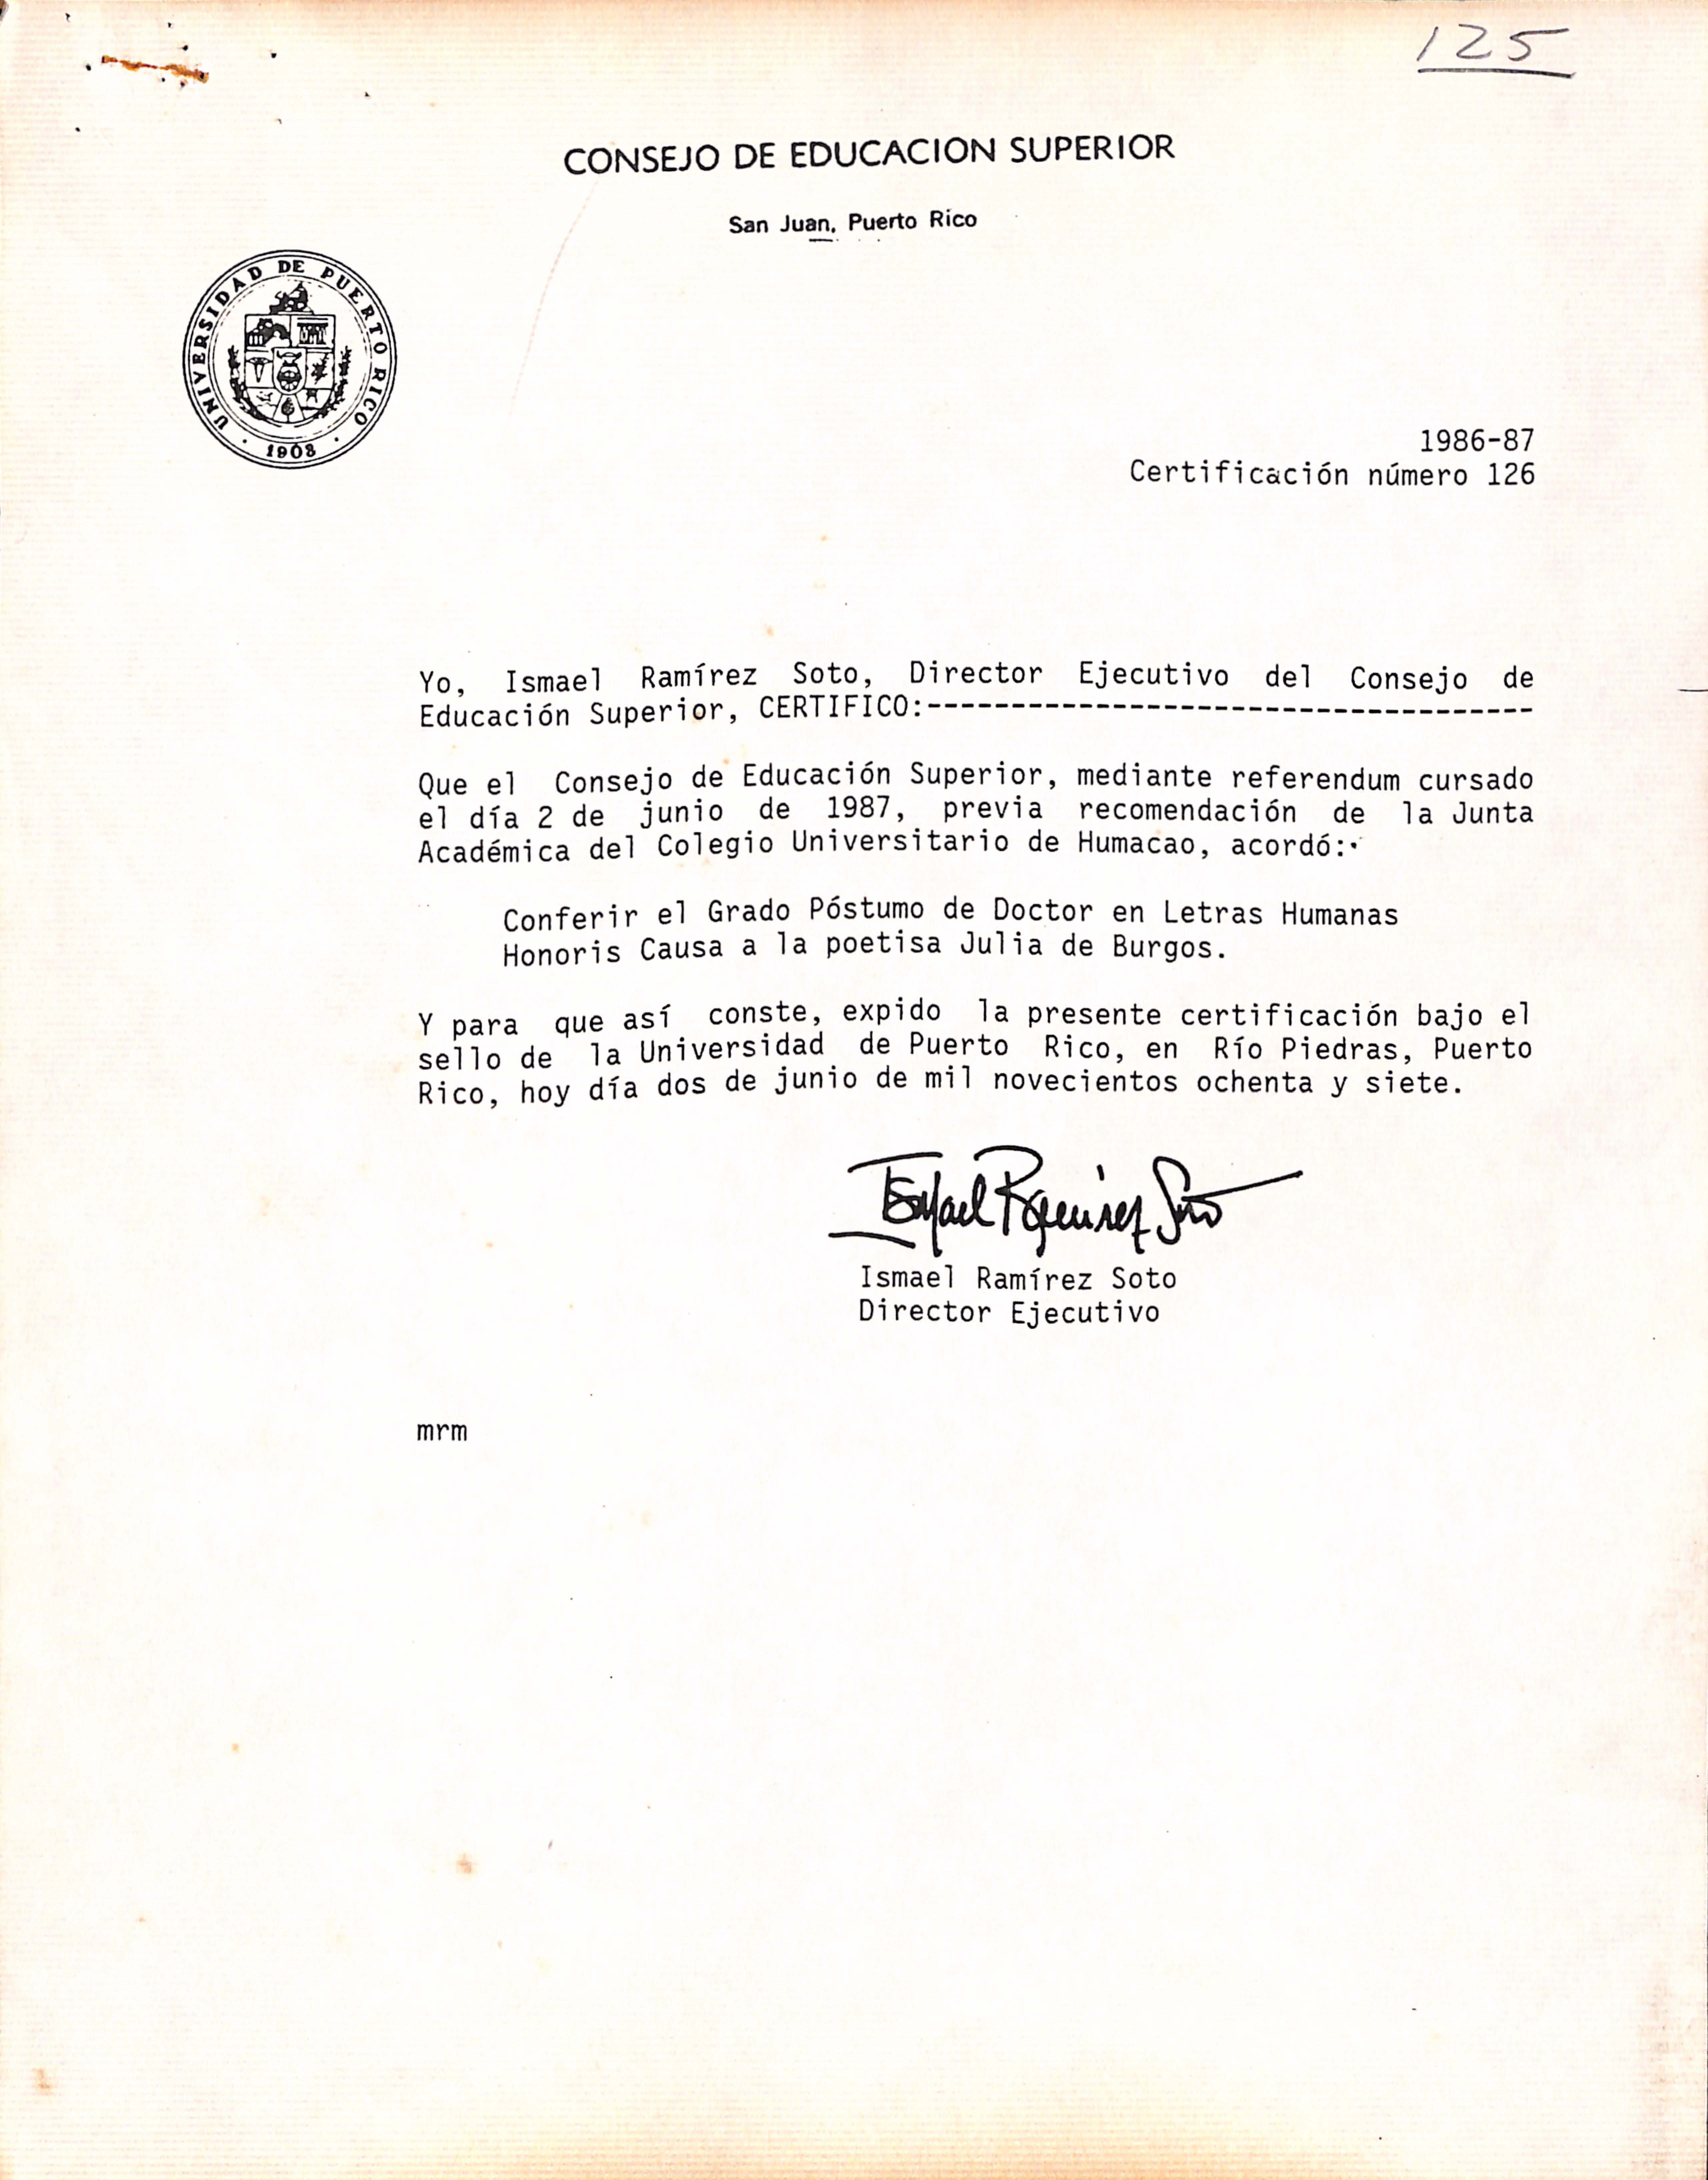 125
CONSEJO DE EDUCACION SUPERIOR
San Juan, Puerto Rico
UNIVERSIDAD DE PUERTO RICO
· 1903 ·
1986-87
Certificación número 126
Yo, Ismael Ramírez Soto, Director Ejecutivo del Consejo de
Educación Superior, CERTIFICO:------------------------------------
Que el Consejo de Educación Superior, mediante referendum cursado
el día 2 de junio de 1987, previa recomendación de la Junta
Académica del Colegio Universitario de Humacao, acordó:
Conferir el Grado Póstumo de Doctor en Letras Humanas
Honoris Causa a la poetisa Julia de Burgos.
Y para que así conste, expido la presente certificación bajo el
sello de la Universidad de Puerto Rico, en Río Piedras, Puerto
Rico, hoy día dos de junio de mil novecientos ochenta y siete.
Ismael Ramírez Soto
Ismael Ramírez Soto
Director Ejecutivo
mrm